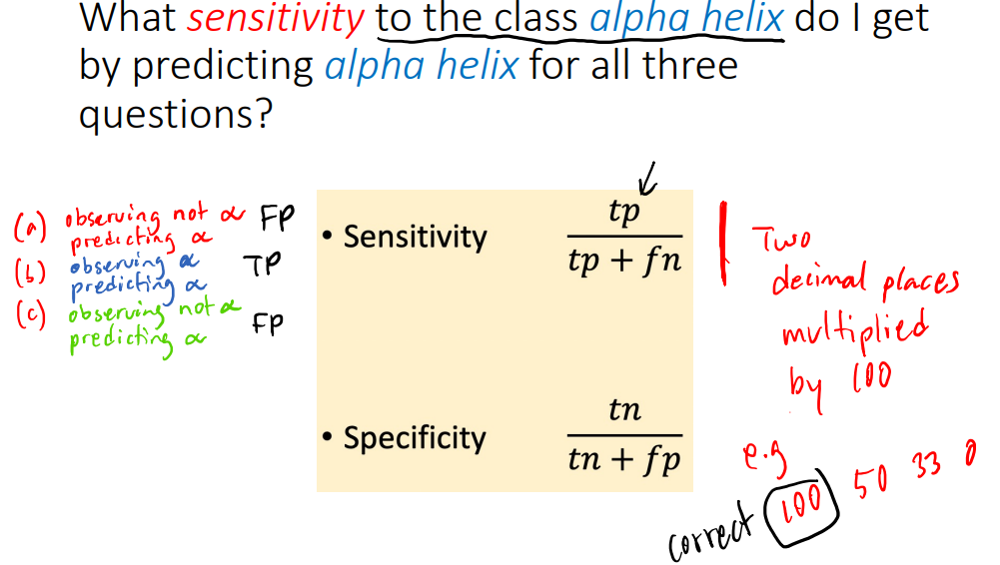 What sensitivity to the class alpha helix do I get
by predicting alpha helix for all three
questions?
(a) observing not α FP
predicting α
(b) observing α TP
predicting α
(c) observing not α FP
predicting α
• Sensitivity
tp
tp + fn
• Specificity
tn
tn + fp
Two
decimal places
multiplied
by 100
e.g
correct 100 50 33 0